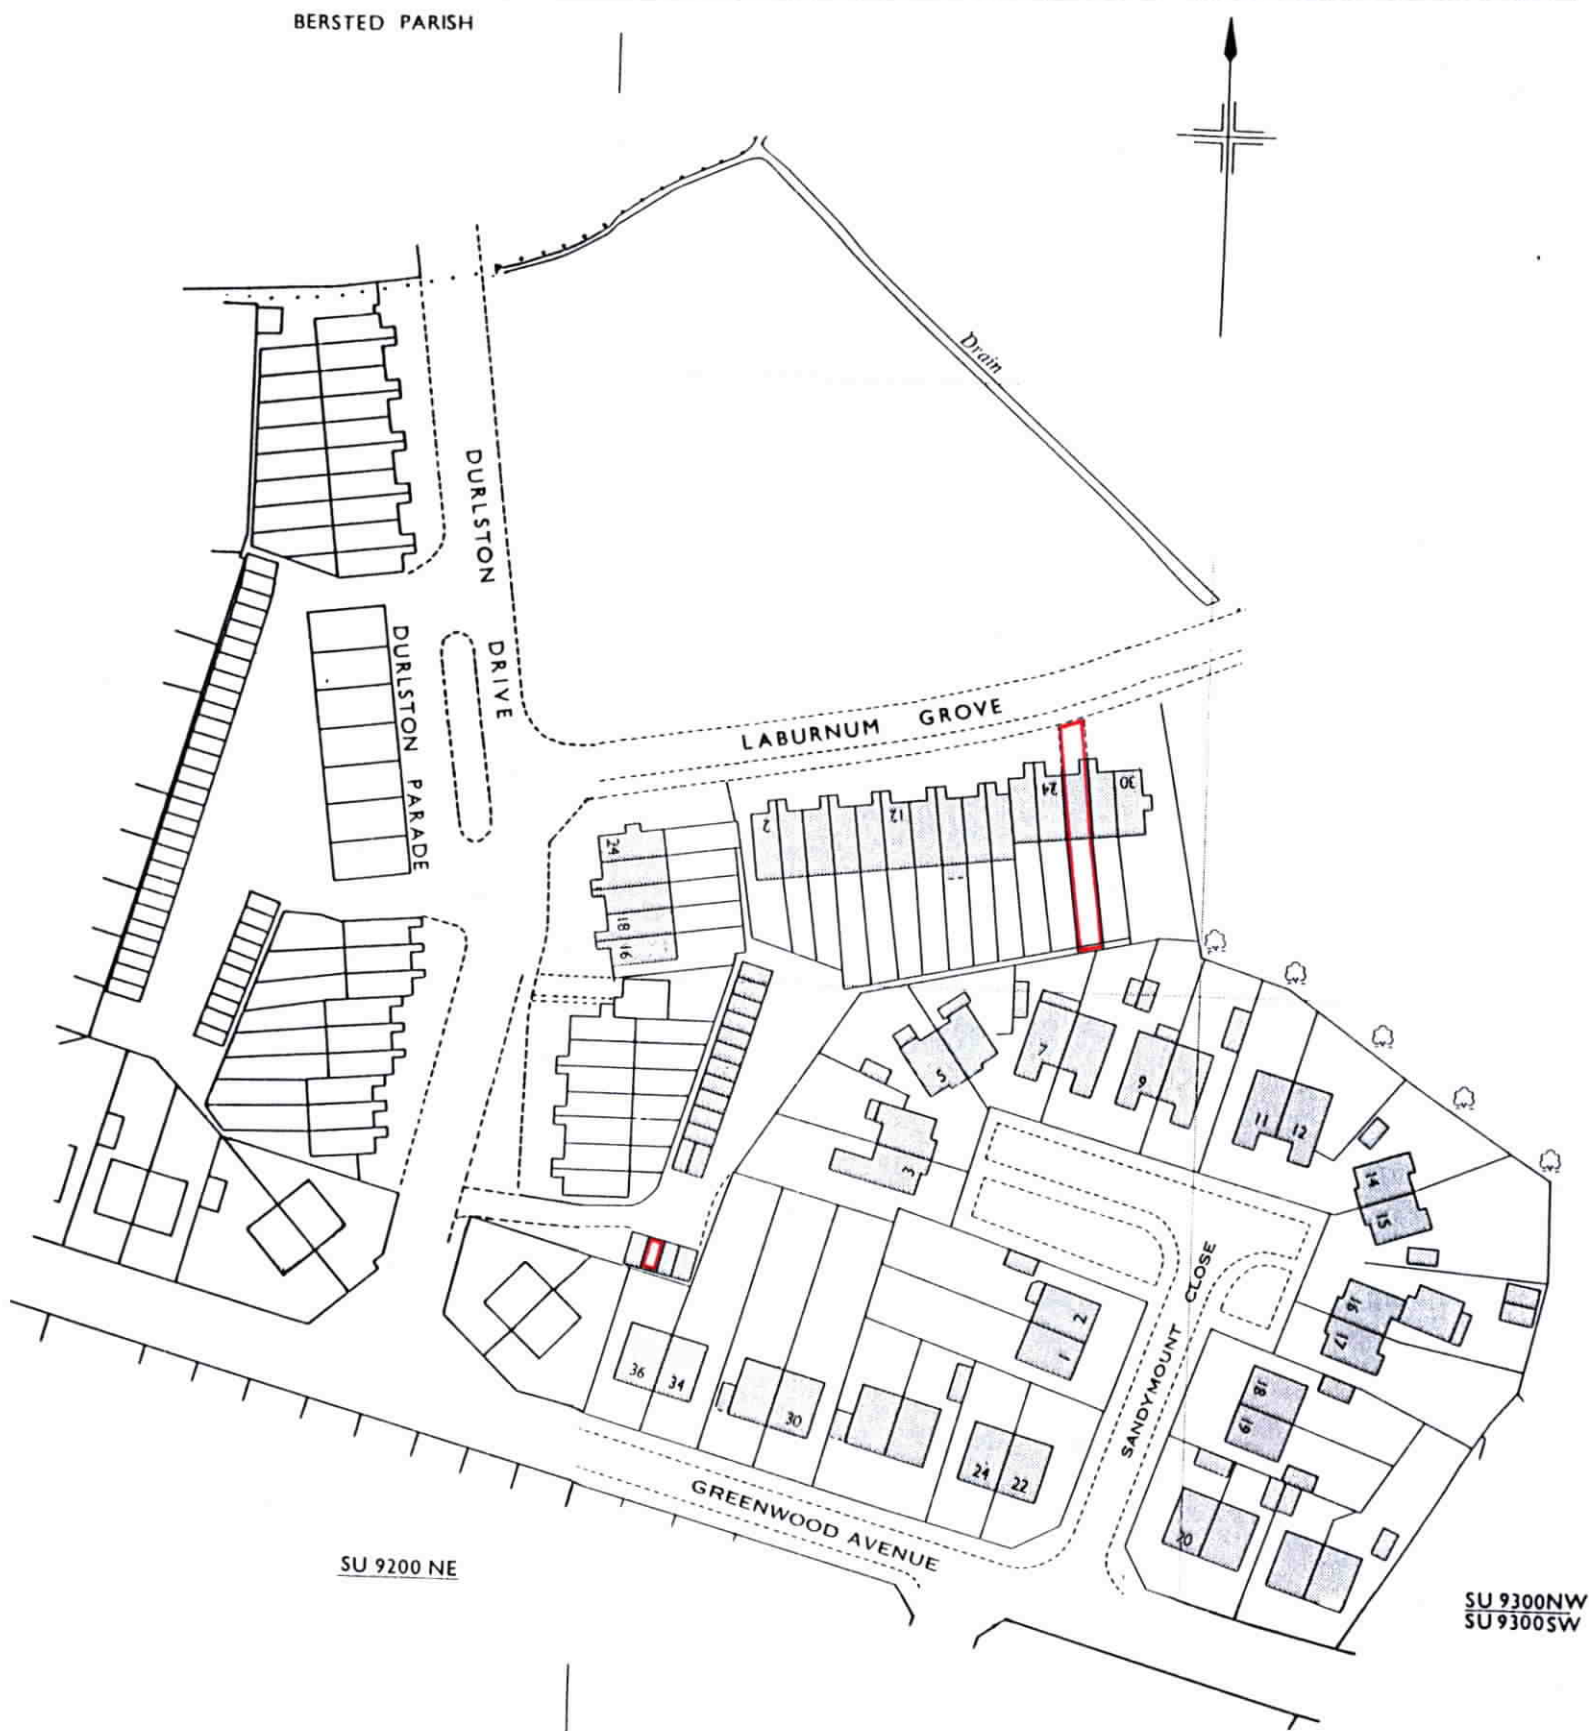 BERSTED PARISH
Drain
DURLSTON DRIVE
DURLSTON PARADE
LABURNUM GROVE
2
12
24
30
24
18
16
5
7
9
11
12
3
14
15
2
1
16
17
18
19
36
34
30
24
22
20
SANDYMOUNT CLOSE
GREENWOOD AVENUE
SU 9200 NE
SU 9300NW
SU 9300SW